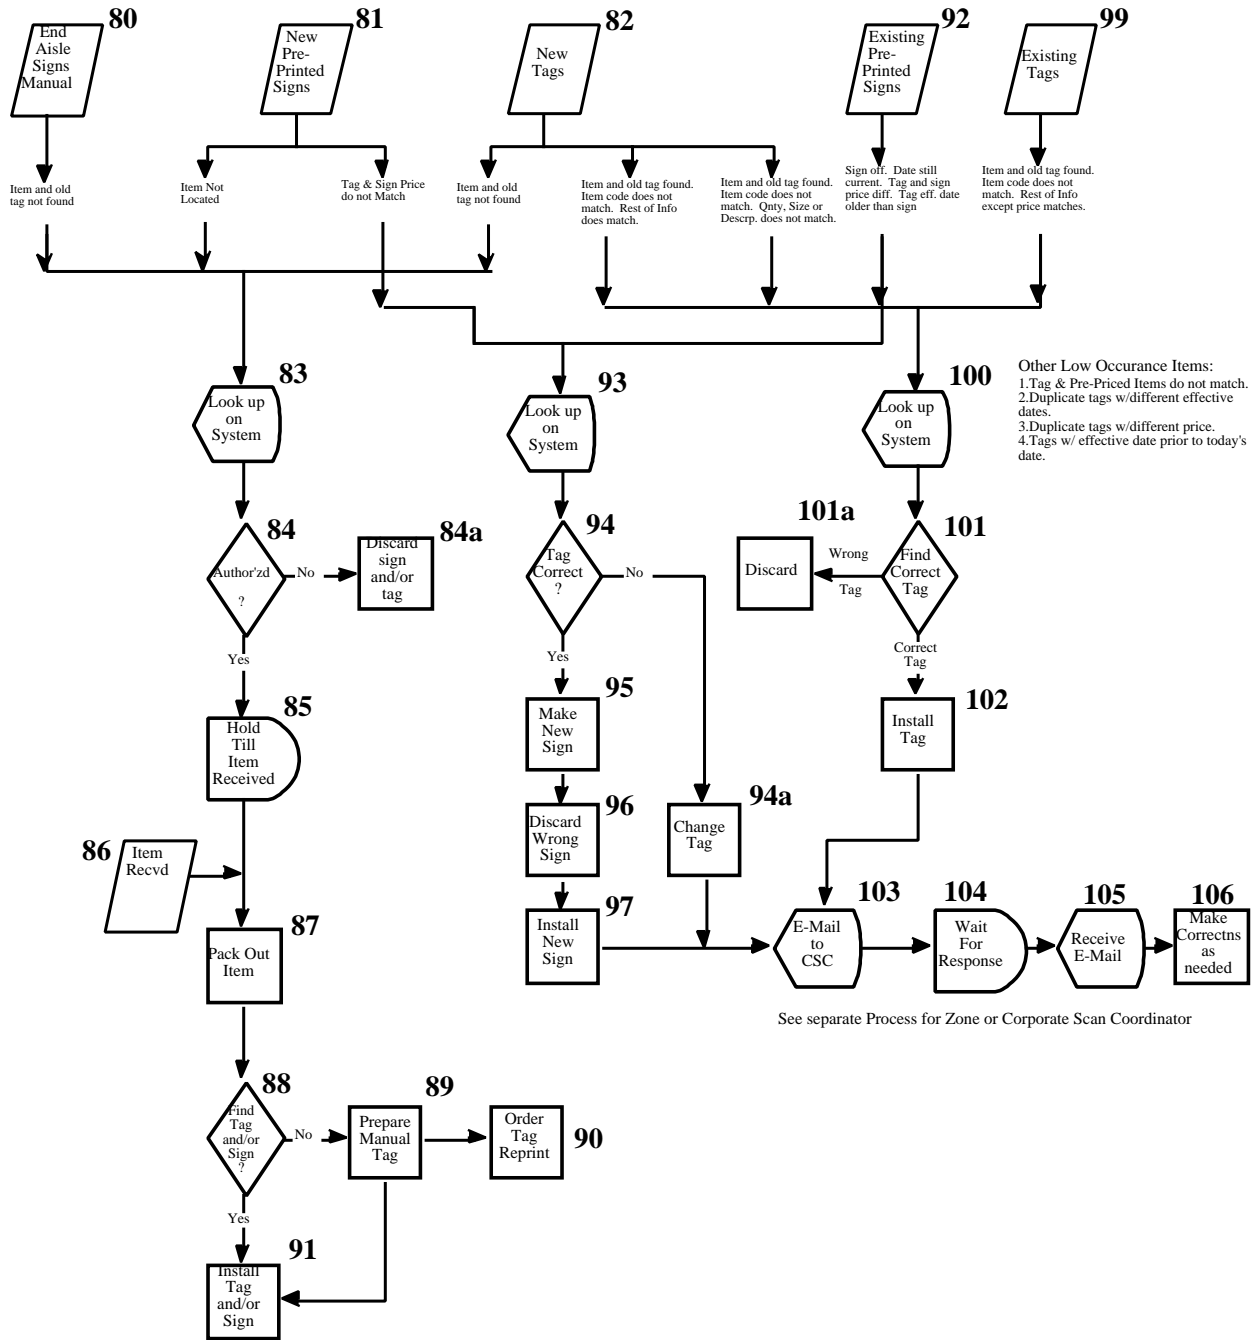 80
End
Aisle
Signs
Manual
81
New
Pre-
Printed
Signs
82
New
Tags
92
Existing
Pre-
Printed
Signs
99
Existing
Tags
Item and old
tag not found
Item Not
Located
Tag & Sign Price
do not Match
Item and old
tag not found
Item and old tag found.
Item code does not
match. Rest of Info
does match.
Item and old tag found.
Item code does not
match. Qnty, Size or
Descrp. does not match.
Sign off. Date still
current. Tag and sign
price diff. Tag eff. date
older than sign
Item and old tag found.
Item code does not
match. Rest of Info
except price matches.
83
Look up
on
System
93
Look up
on
System
100
Look up
on
System
Other Low Occurance Items:
1.Tag & Pre-Priced Items do not match.
2.Duplicate tags w/different effective
dates.
3.Duplicate tags w/different price.
4.Tags w/ effective date prior to today's
date.
84
Author'zd
?
No
84a
Discard
sign
and/or
tag
94
Tag
Correct
?
No
101a
Discard
Wrong
Tag
101
Find
Correct
Tag
Yes
Yes
Correct
Tag
85
Hold
Till
Item
Received
95
Make
New
Sign
102
Install
Tag
86
Item
Recvd
96
Discard
Wrong
Sign
94a
Change
Tag
87
Pack Out
Item
97
Install
New
Sign
103
E-Mail
to
CSC
104
Wait
For
Response
105
Receive
E-Mail
106
Make
Correctns
as
needed
See separate Process for Zone or Corporate Scan Coordinator
88
Find
Tag
and/or
Sign
?
No
89
Prepare
Manual
Tag
90
Order
Tag
Reprint
Yes
91
Install
Tag
and/or
Sign